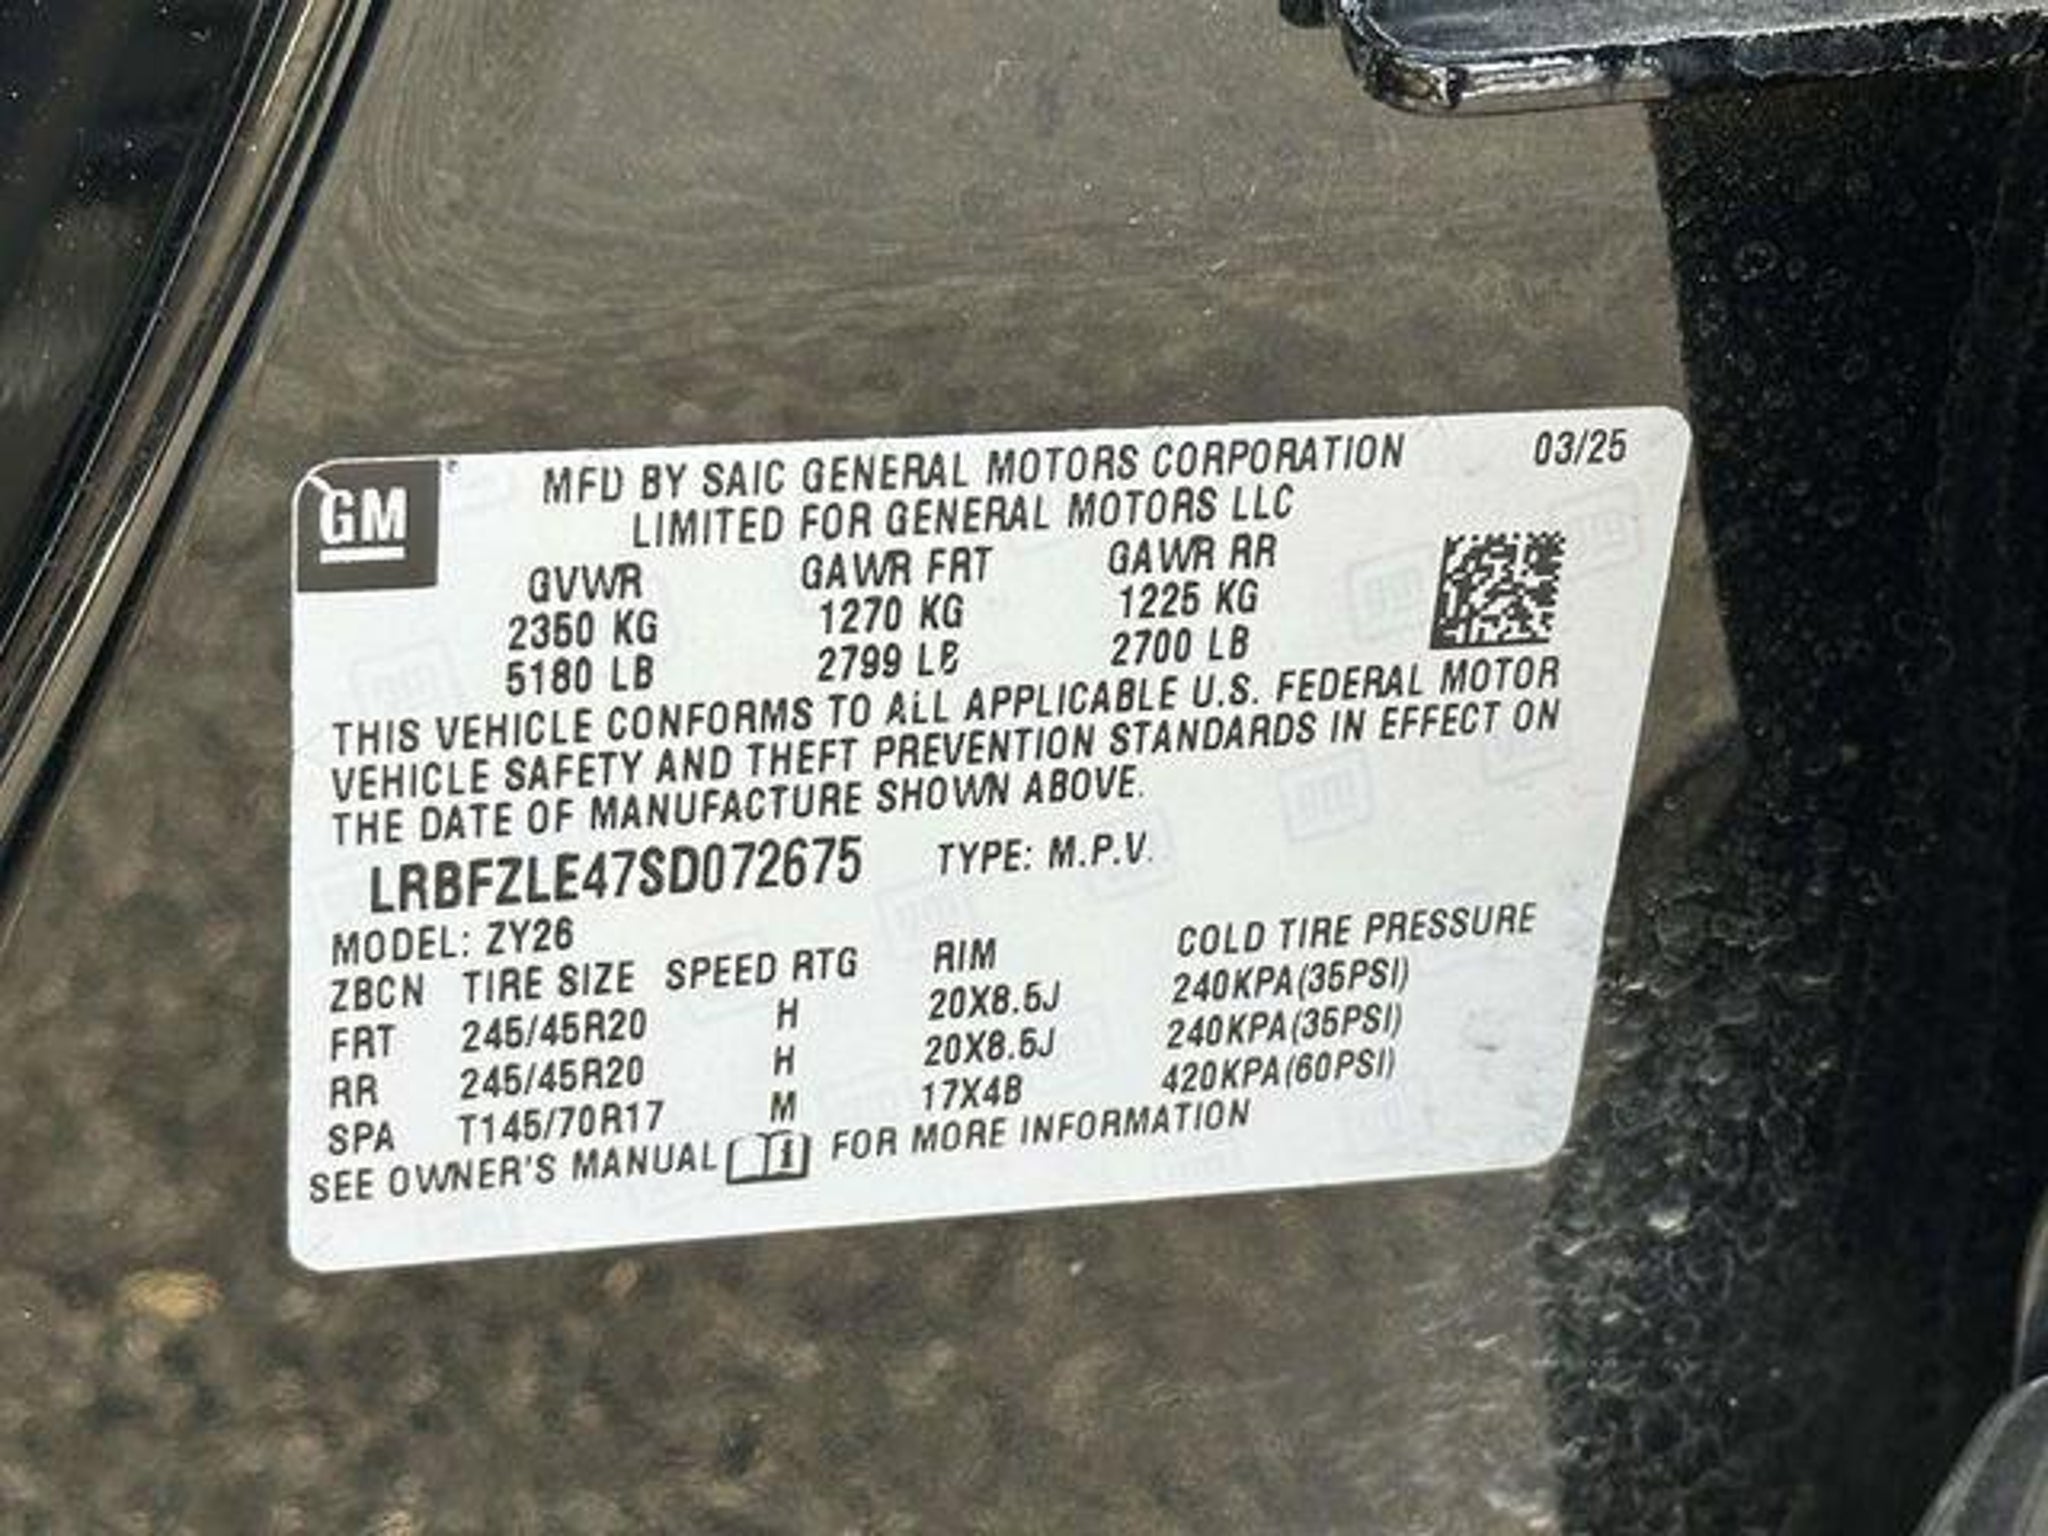 GM
MFD BY SAIC GENERAL MOTORS CORPORATION 03/25
LIMITED FOR GENERAL MOTORS LLC
GVWR GAWR FRT GAWR RR
2350 KG 1270 KG 1225 KG
5180 LB 2799 LB 2700 LB
THIS VEHICLE CONFORMS TO ALL APPLICABLE U.S. FEDERAL MOTOR
VEHICLE SAFETY AND THEFT PREVENTION STANDARDS IN EFFECT ON
THE DATE OF MANUFACTURE SHOWN ABOVE.
LRBFZLE47SD072675 TYPE: M.P.V.
MODEL: ZY26
ZBCN TIRE SIZE SPEED RTG RIM COLD TIRE PRESSURE
FRT 245/45R20 H 20X8.5J 240KPA(35PSI)
RR 245/45R20 H 20X8.5J 240KPA(35PSI)
SPA T145/70R17 M 17X4B 420KPA(60PSI)
SEE OWNER'S MANUAL FOR MORE INFORMATION